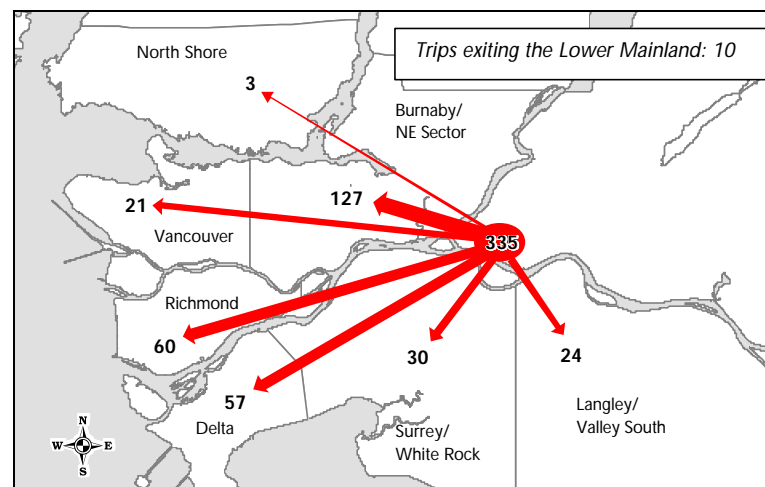 Trips exiting the Lower Mainland: 10
North Shore
3
Burnaby/
NE Sector
127
21
Vancouver
335
Richmond
60
30
24
57
Delta
Surrey/
White Rock
Langley/
Valley South
N
W E
S